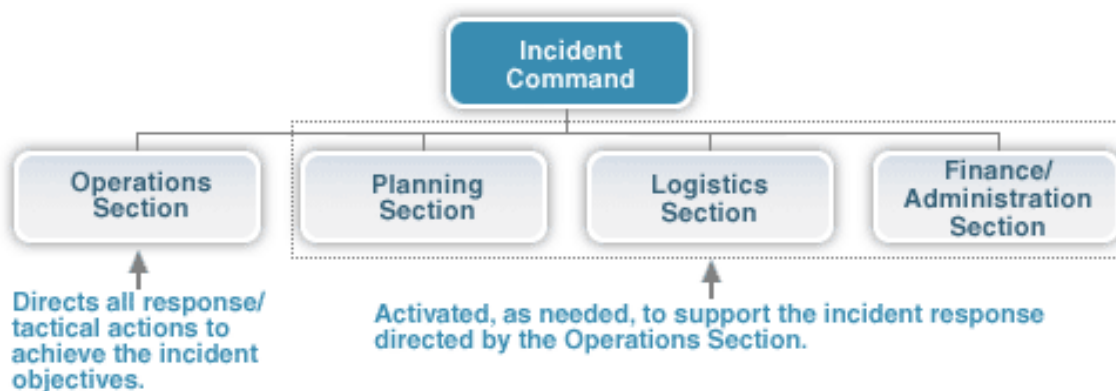 Incident
Command
Operations
Section
Planning
Section
Logistics
Section
Finance/
Administration
Section
Directs all response/
tactical actions to
achieve the incident
objectives.
Activated, as needed, to support the incident response
directed by the Operations Section.